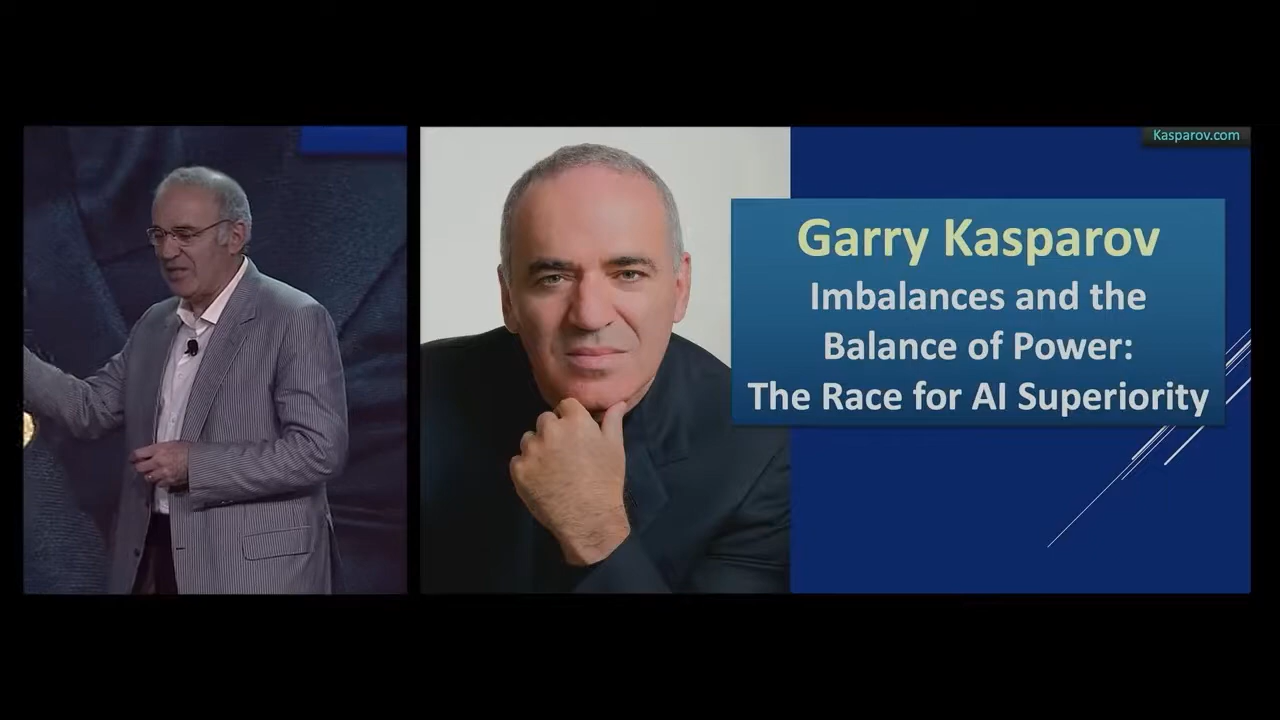 Kasparov.com
Garry Kasparov
Imbalances and the
Balance of Power:
The Race for AI Superiority